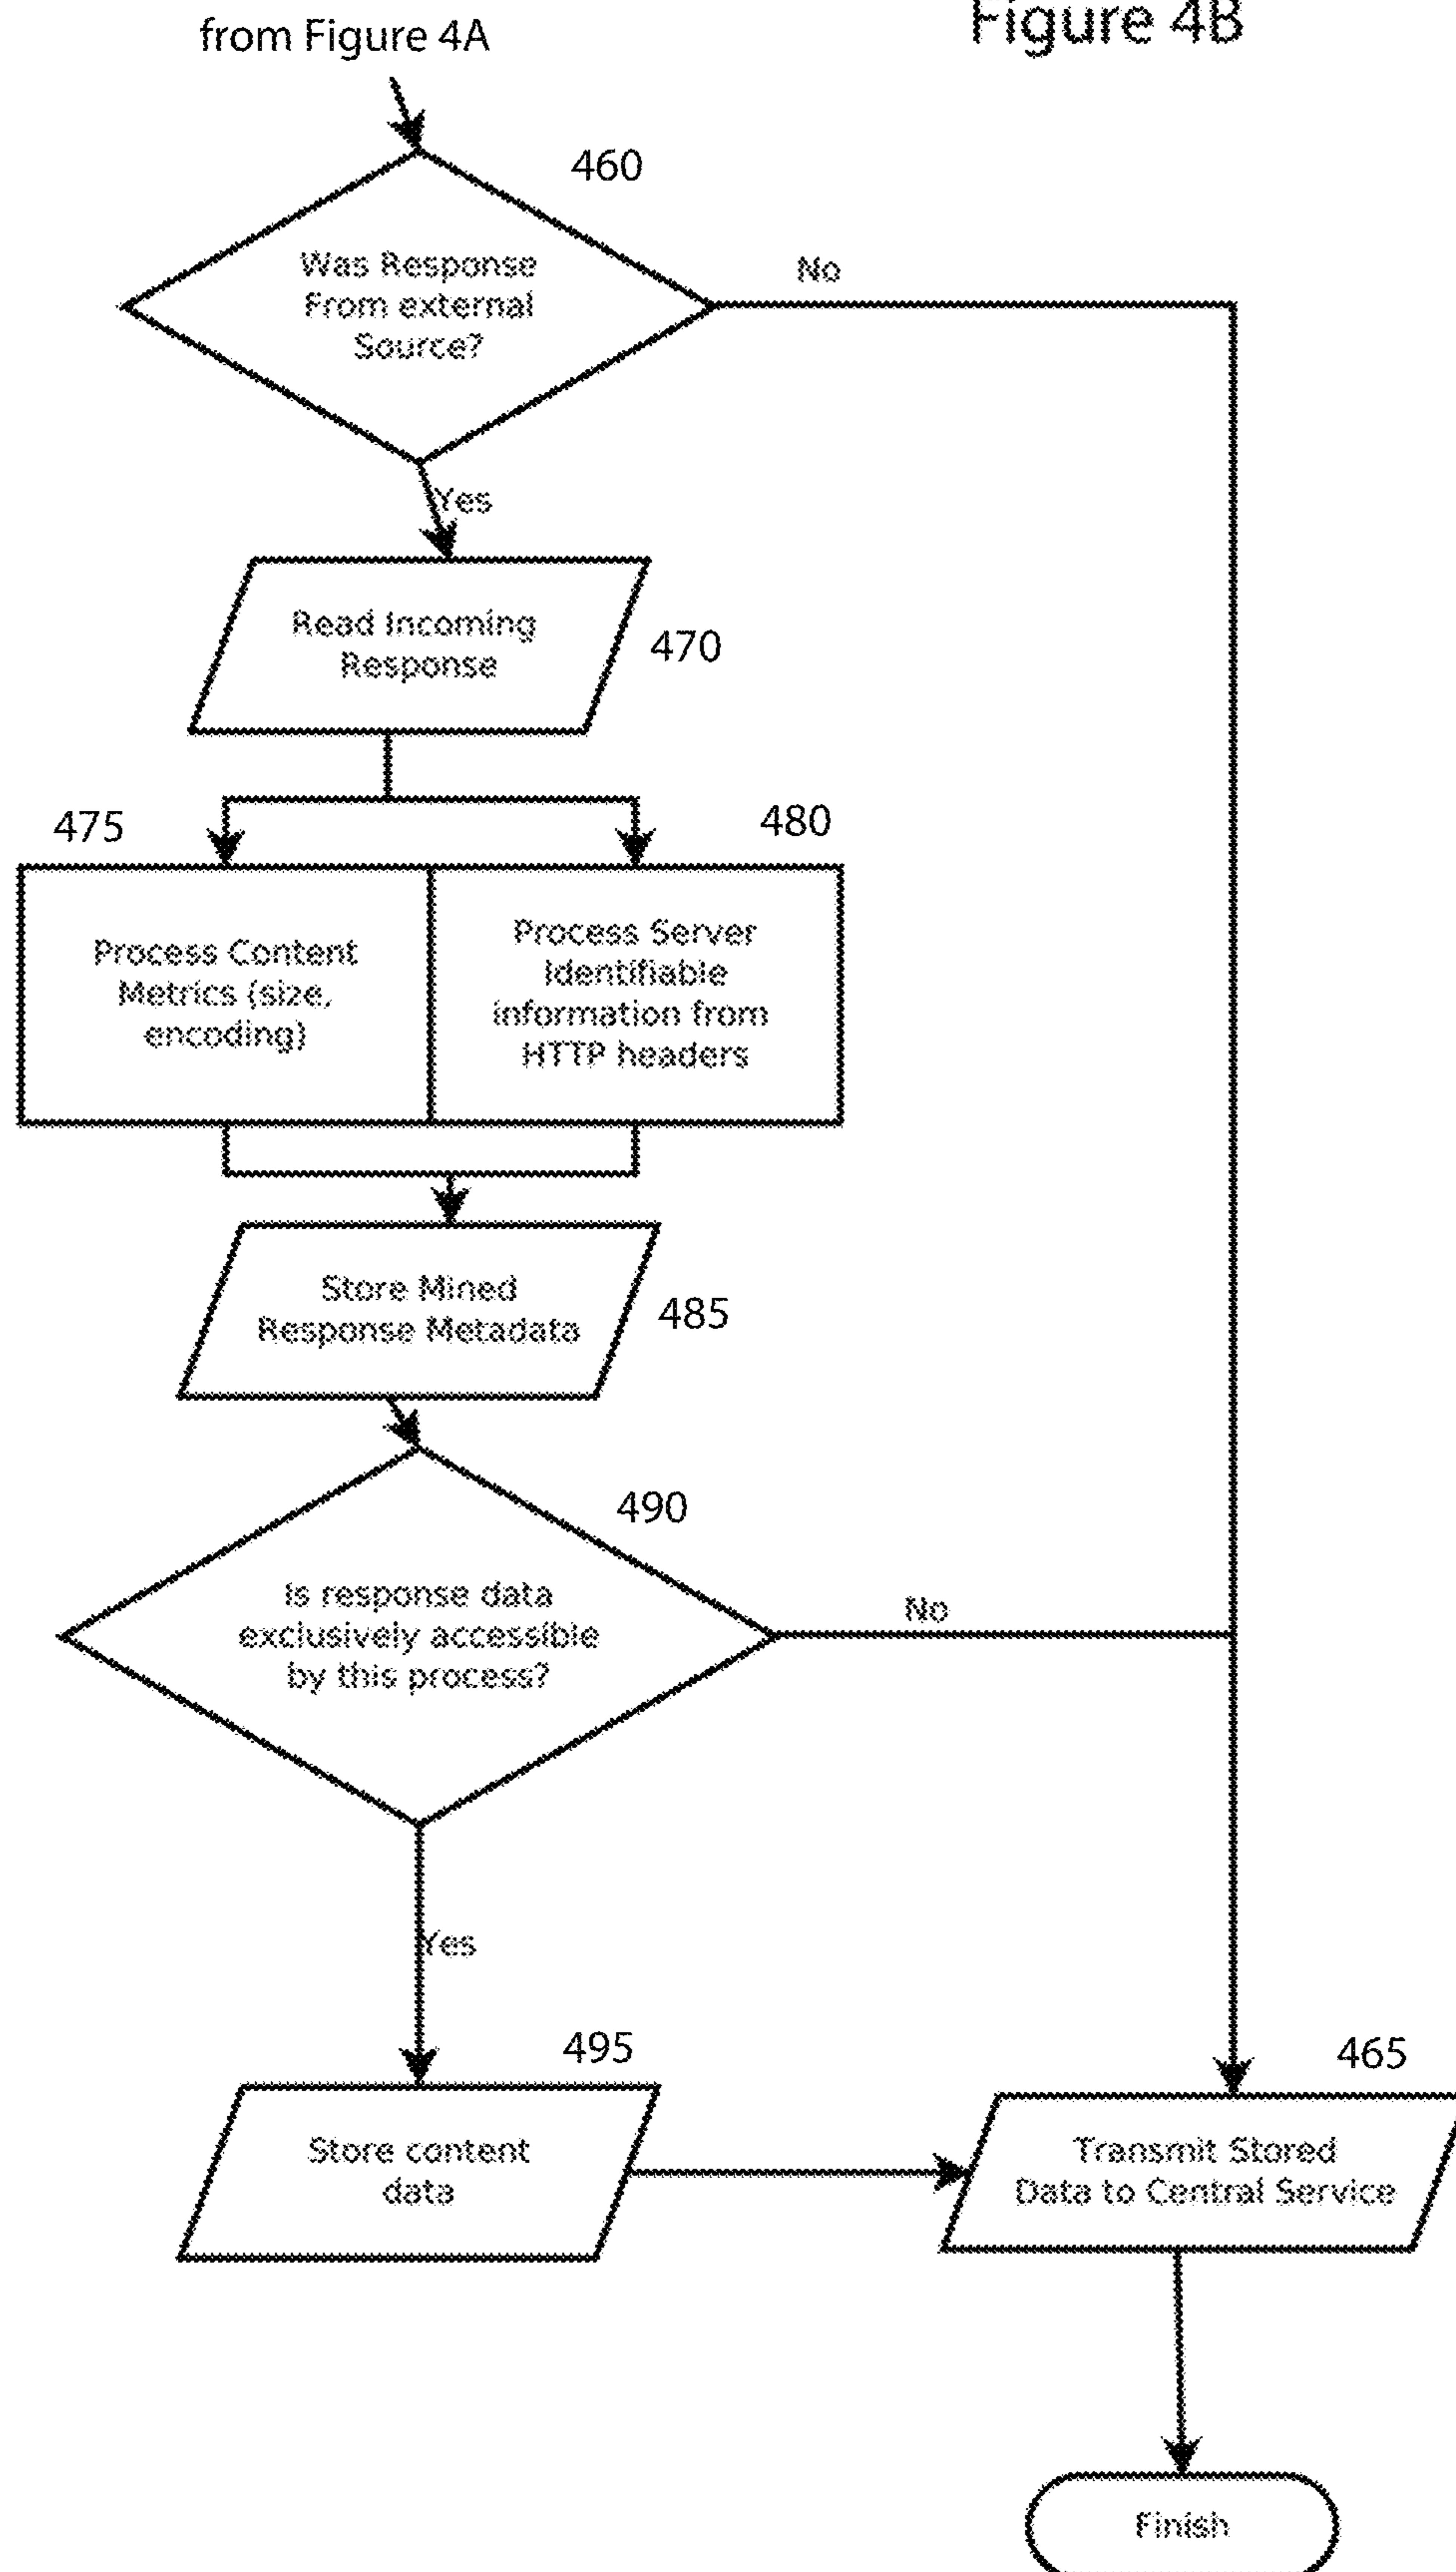 from Figure 4A
Figure 4B
460
Was Response
From external
Source?
No
Yes
Read Incoming
Response
470
475
480
Process Content
Metrics (size,
encoding)
Process Server
Identifiable
information from
HTTP headers
Store Mined
Response Metadata
485
490
Is response data
exclusively accessible
by this process?
No
Yes
495
465
Store content
data
Transmit Stored
Data to Central Service
Finish